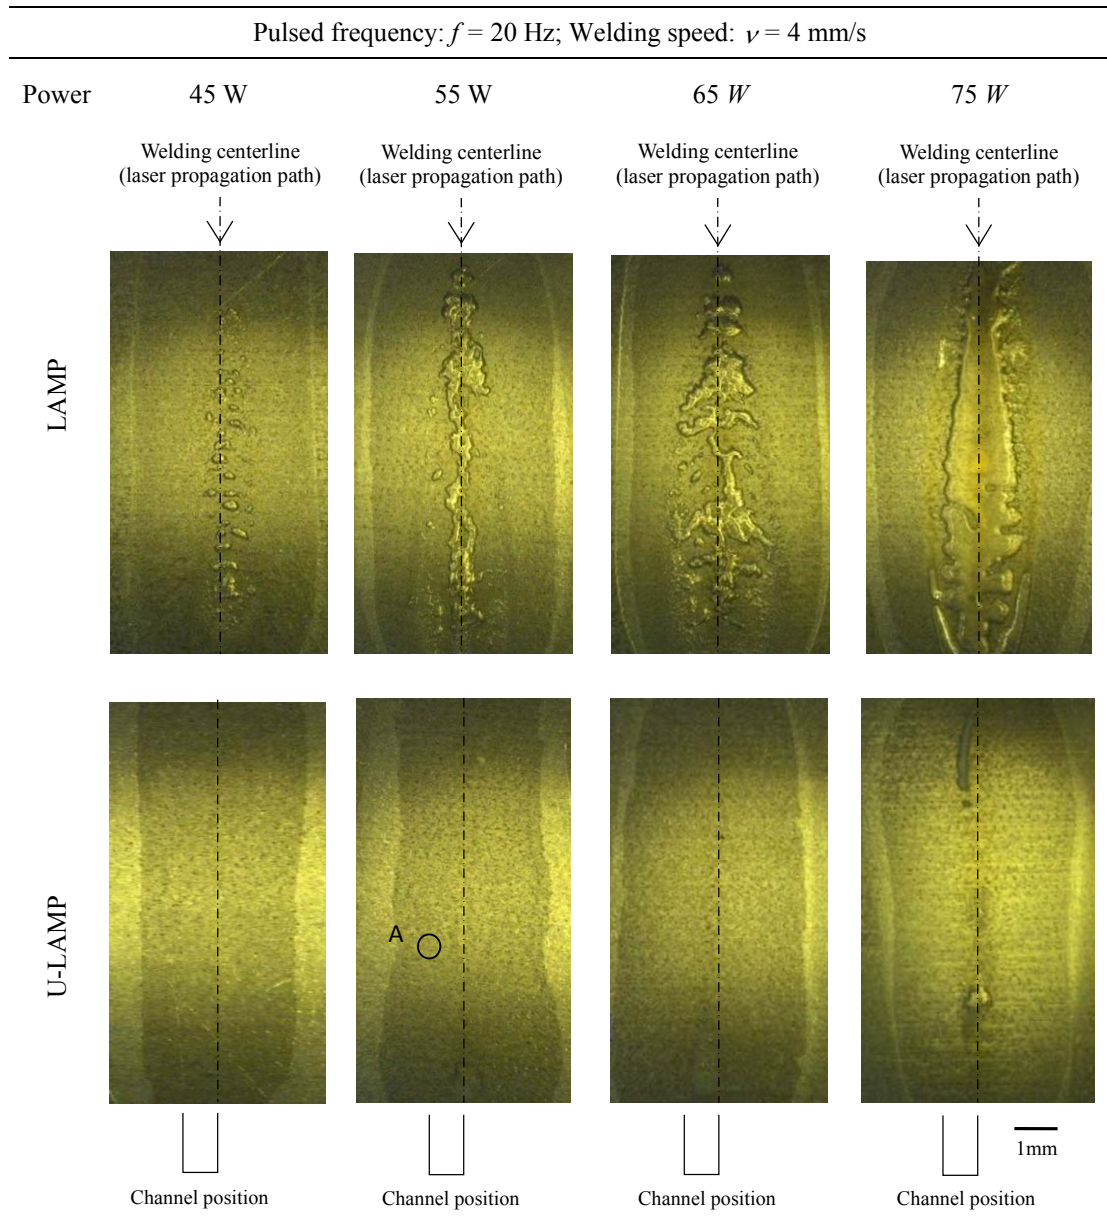 Pulsed frequency: f = 20 Hz; Welding speed: ν = 4 mm/s
Power 45 W 55 W 65 W 75 W
Welding centerline Welding centerline Welding centerline Welding centerline
(laser propagation path) (laser propagation path) (laser propagation path) (laser propagation path)
LAMP
U-LAMP
A
1mm
Channel position Channel position Channel position Channel position